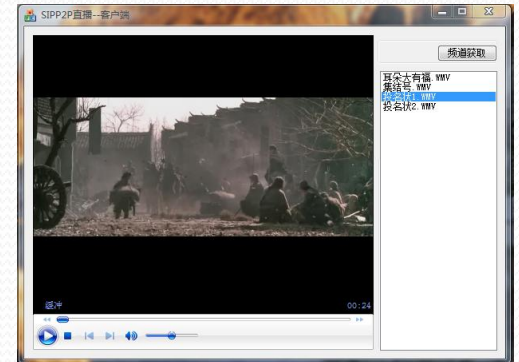 SIPP2P直播--客户端
频道获取
耳朵大有福.WMV
集结号.WMV
投名状1.WMV
投名状2.WMV
缓冲
00:24